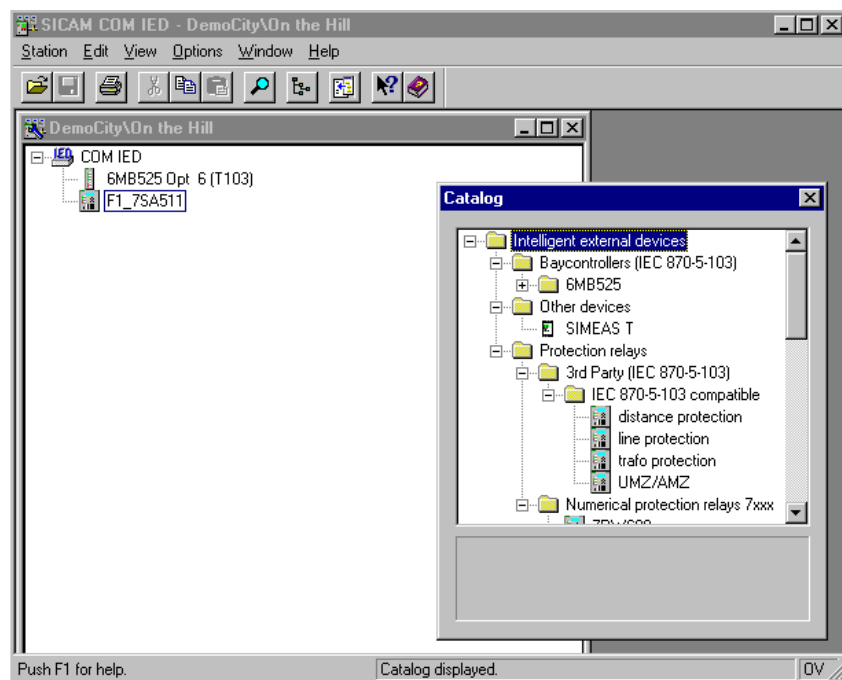 SICAM COM IED - DemoCity\On the Hill
Station Edit View Options Window Help
DemoCity\On the Hill
IED COM IED
6MB525 Opt 6 (T103)
F1_7SA511
Catalog
Intelligent external devices
Baycontrollers (IEC 870-5-103)
6MB525
Other devices
SIMEAS T
Protection relays
3rd Party (IEC 870-5-103)
IEC 870-5-103 compatible
distance protection
line protection
trafo protection
UMZ/AMZ
Numerical protection relays 7xxx
Push F1 for help. Catalog displayed. OV